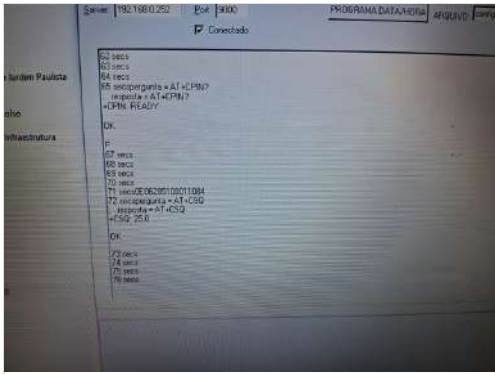 Server: 192.168.0.252 Port 9000 PROGRAMA DATA/HORA ARQUIVO
Conectado
Jardim Paulista
Infraestrutura
62 secs
63 secs
64 secs
65 secspergunta = AT+CPIN?
resposta = AT+CPIN?
+CPIN: READY
OK
F
67 secs
68 secs
69 secs
70 secs
72 secspergunta = AT+CSQ
resposta = AT+CSQ
+CSQ: 25,0
OK
73 secs
74 secs
75 secs
76 secs